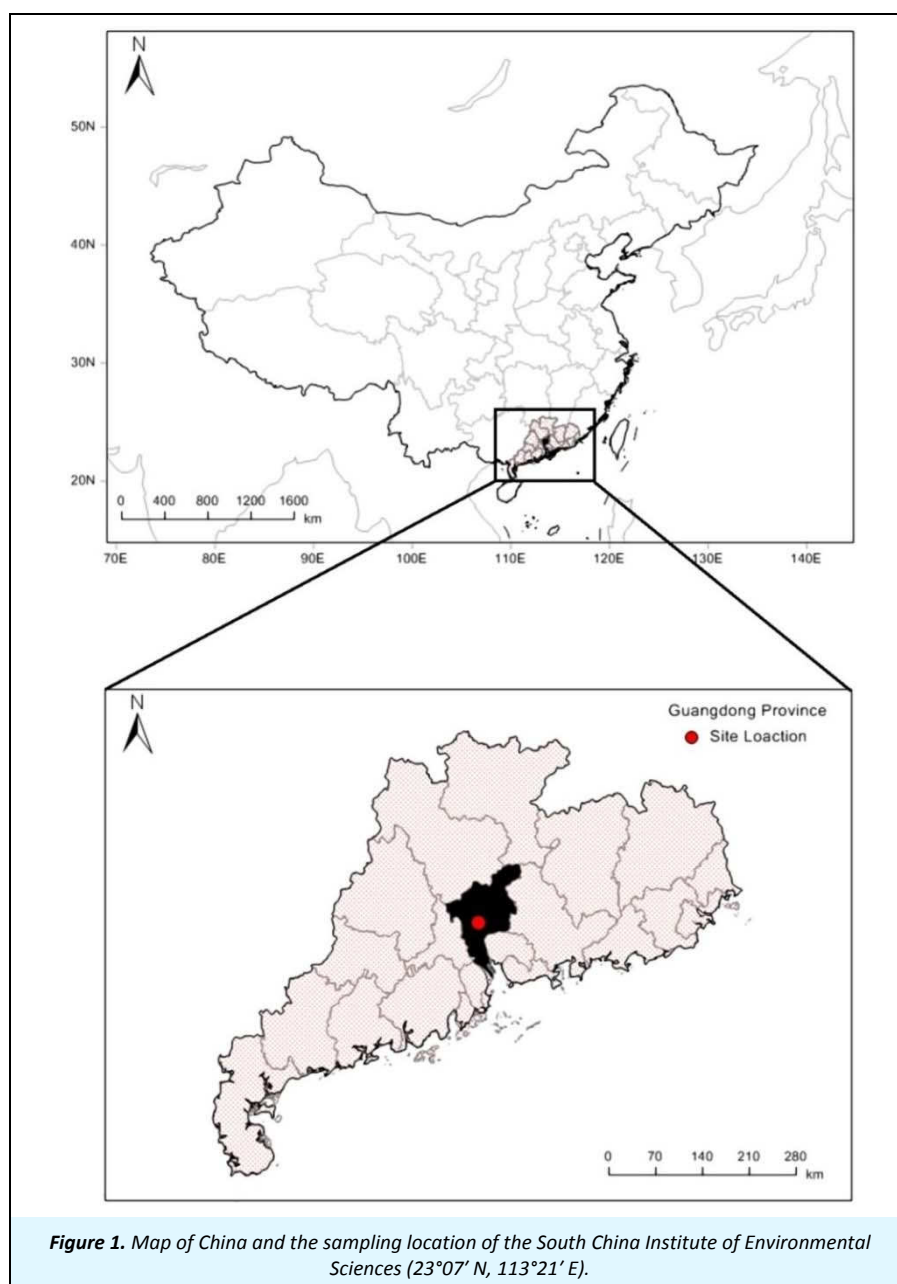 N
50N
40N
30N
20N
0 400 800 1200 1600
km
70E 80E 90E 100E 110E 120E 130E 140E
N
Guangdong Province
Site Loaction
0 70 140 210 280
km
Figure 1. Map of China and the sampling location of the South China Institute of Environmental
Sciences (23°07′ N, 113°21′ E).